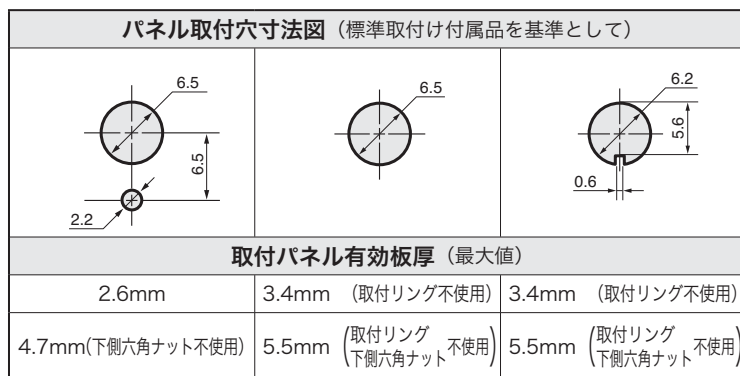 パネル取付穴寸法図（標準取付け付属品を基準として）
6.5
6.5
2.2
6.5
6.2
5.6
0.6
取付パネル有効板厚（最大値）
2.6mm
3.4mm （取付リング不使用）
3.4mm （取付リング不使用）
4.7mm(下側六角ナット不使用)
5.5mm (取付リング
下側六角ナット 不使用)
5.5mm (取付リング
下側六角ナット 不使用)